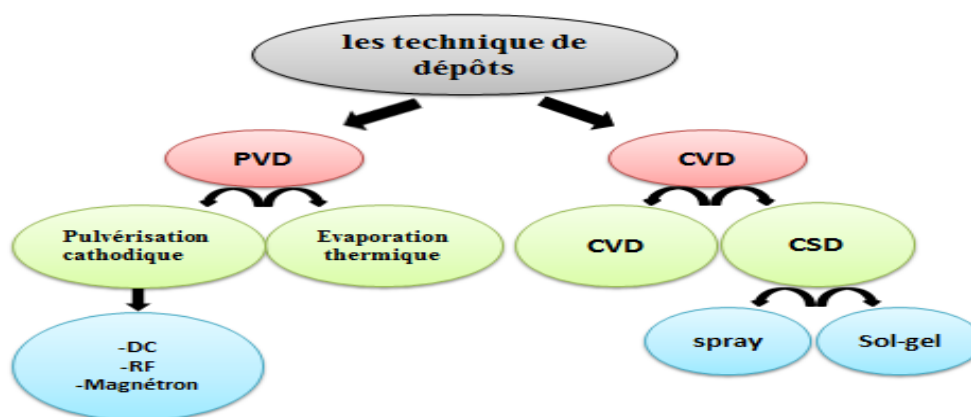 les technique de
dépôts
PVD
CVD
Pulvérisation
cathodique
Evaporation
thermique
CVD
CSD
-DC
-RF
-Magnétron
spray
Sol-gel